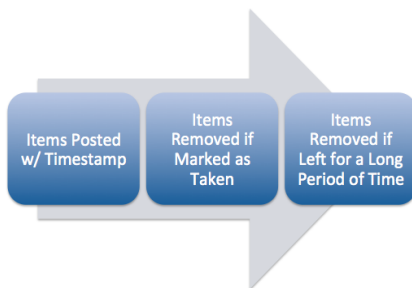 Items Posted
w/ Timestamp
Items
Removed if
Marked as
Taken
Items
Removed if
Left for a Long
Period of Time